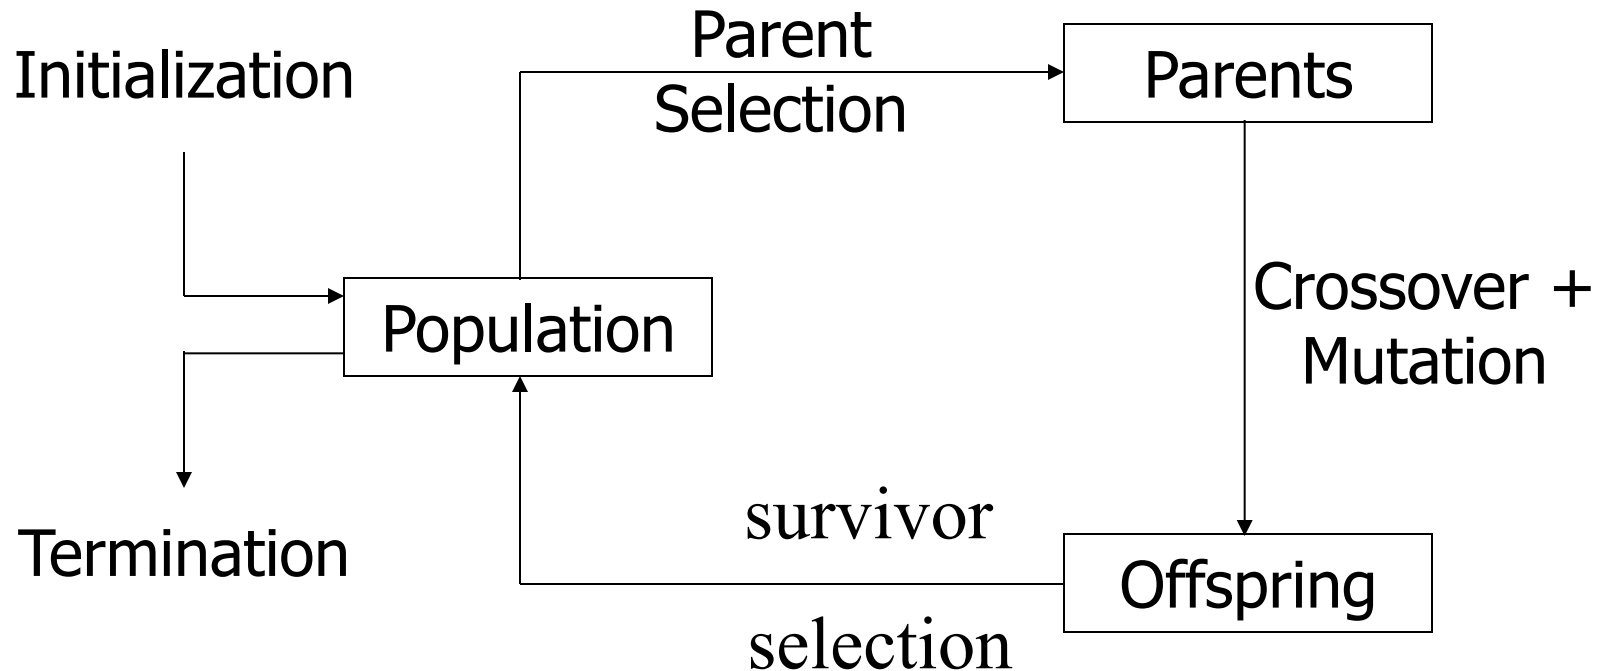 Initialization
Parent
Selection
Parents
Population
Crossover +
Mutation
Termination
survivor
selection
Offspring